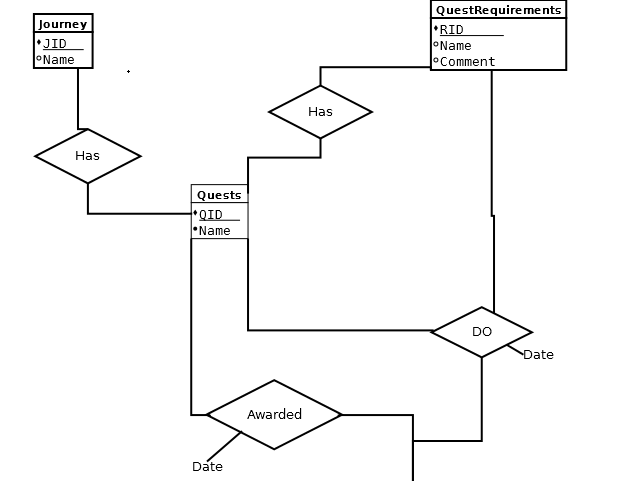 QuestRequirements
RID
Name
Comment
Journey
JID
Name
Has
Has
Quests
QID
Name
DO
Date
Awarded
Date